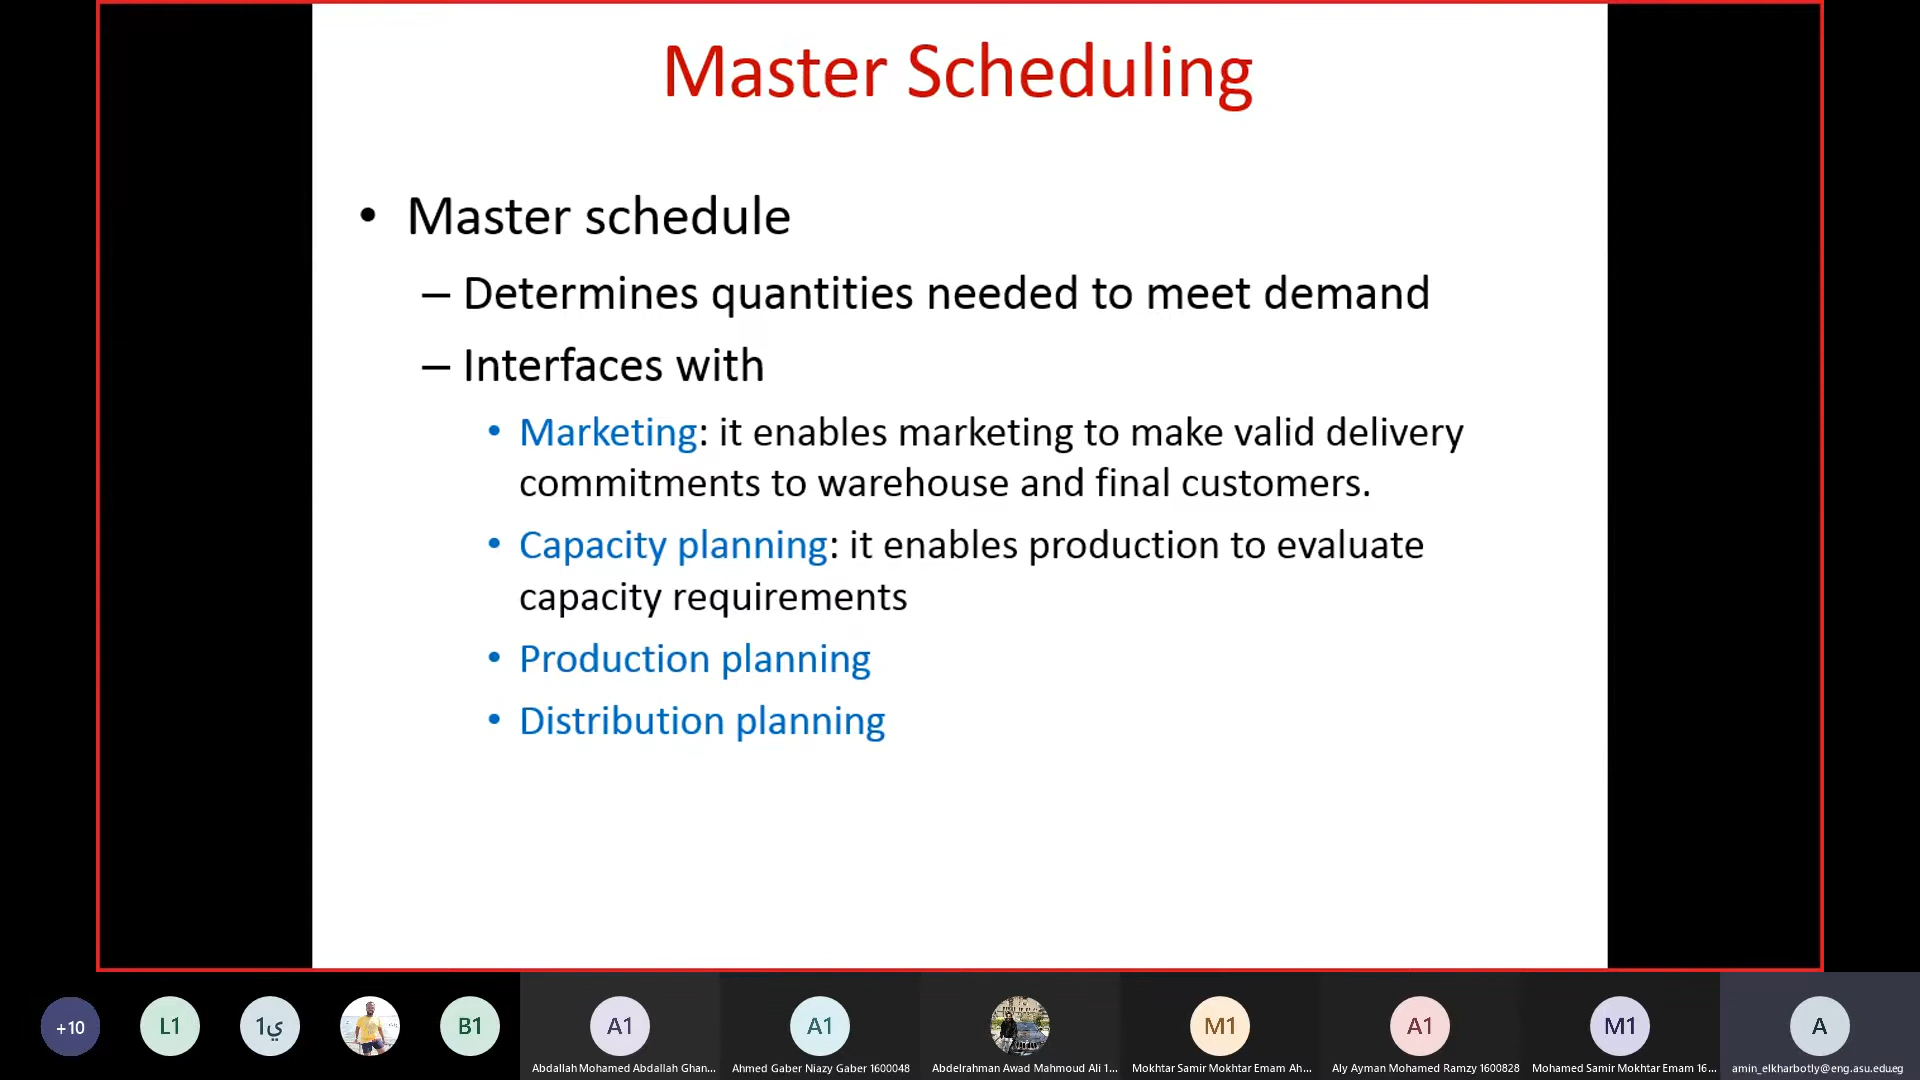 Master Scheduling
• Master schedule
– Determines quantities needed to meet demand
– Interfaces with
• Marketing: it enables marketing to make valid delivery
commitments to warehouse and final customers.
• Capacity planning: it enables production to evaluate
capacity requirements
• Production planning
• Distribution planning
+10
L1
ي1
B1
A1
A1
M1
A1
M1
A
Abdallah Mohamed Abdallah Ghan...
Ahmed Gaber Niazy Gaber 1600048
Abdelrahman Awad Mahmoud Ali 1...
Mokhtar Samir Mokhtar Emam Ah...
Aly Ayman Mohamed Ramzy 1600828
Mohamed Samir Mokhtar Emam 16...
amin_elkharbotly@eng.asu.edu.eg